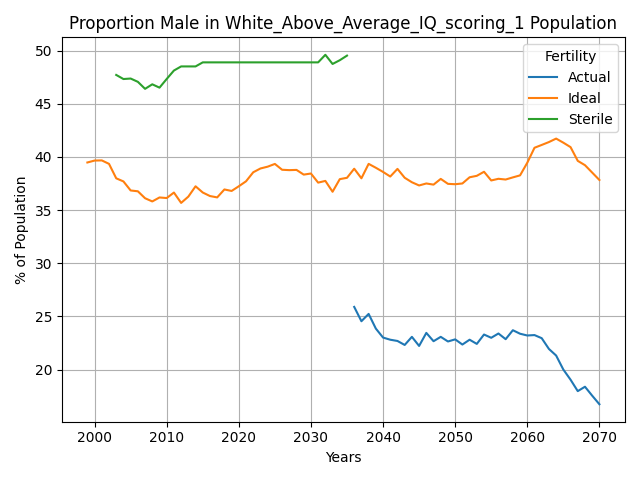 Proportion Male in White_Above_Average_IQ_scoring_1 Population
% of Population
50
45
40
35
30
25
20
Fertility
Actual
Ideal
Sterile
2000 2010 2020 2030 2040 2050 2060 2070
Years